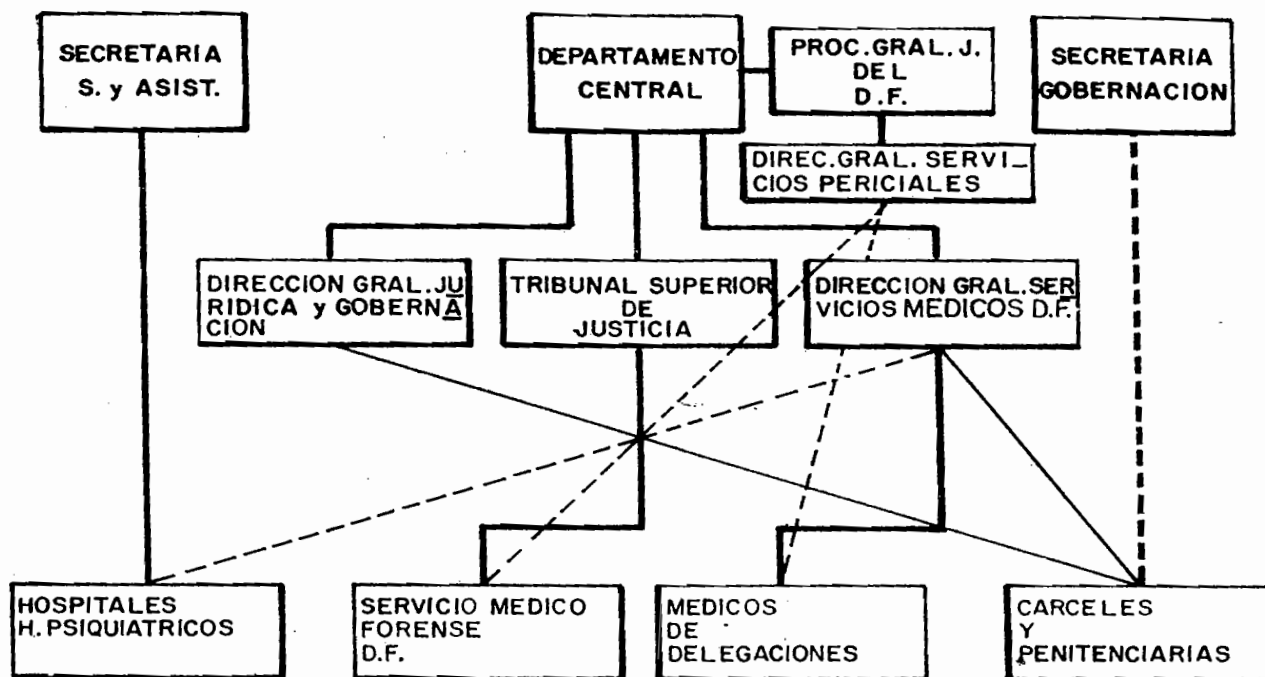 SECRETARIA
S. y ASIST.
DEPARTAMENTO
CENTRAL
PROC.GRAL.J.
DEL
D.F.
SECRETARIA
GOBERNACION
DIREC.GRAL. SERVI_
CIOS PERICIALES
DIRECCION GRAL.JU
RIDICA y GOBERNA
CION
TRIBUNAL SUPERIOR
DE
JUSTICIA
DIRECCION GRAL.SER
VICIOS MEDICOS D.F.
HOSPITALES
H. PSIQUIATRICOS
SERVICIO MEDICO
FORENSE
D.F.
MEDICOS
DE
DELEGACIONES
CARCELES
Y
PENITENCIARIAS